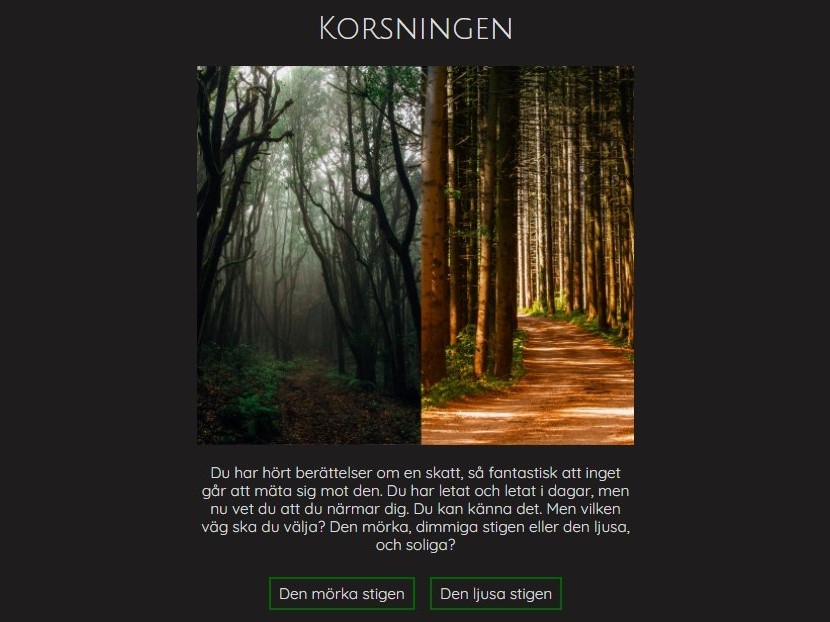 Korsningen
Du har hört berättelser om en skatt, så fantastisk att inget
går att mäta sig mot den. Du har letat och letat i dagar, men
nu vet du att du närmar dig. Du kan känna det. Men vilken
väg ska du välja? Den mörka, dimmiga stigen eller den ljusa,
och soliga?
Den mörka stigen
Den ljusa stigen